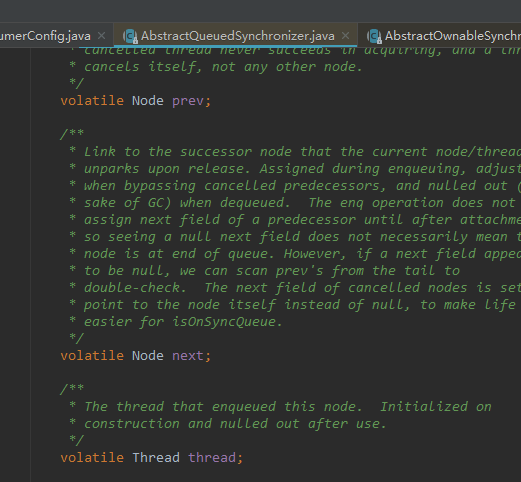 umerConfig.java × AbstractQueuedSynchronizer.java × AbstractOwnableSynchr
* cancelled thread never succeeds in acquiring, and a thr
* cancels itself, not any other node.
*/
volatile Node prev;
/**
* Link to the successor node that the current node/thread
* unparks upon release. Assigned during enqueuing, adjust
* when bypassing cancelled predecessors, and nulled out (
* sake of GC) when dequeued.  The enq operation does not
* assign next field of a predecessor until after attachme
* so seeing a null next field does not necessarily mean t
* node is at end of queue. However, if a next field appea
* to be null, we can scan prev's from the tail to
* double-check.  The next field of cancelled nodes is set
* point to the node itself instead of null, to make life
* easier for isOnSyncQueue.
*/
volatile Node next;
/**
* The thread that enqueued this node.  Initialized on
* construction and nulled out after use.
*/
volatile Thread thread;